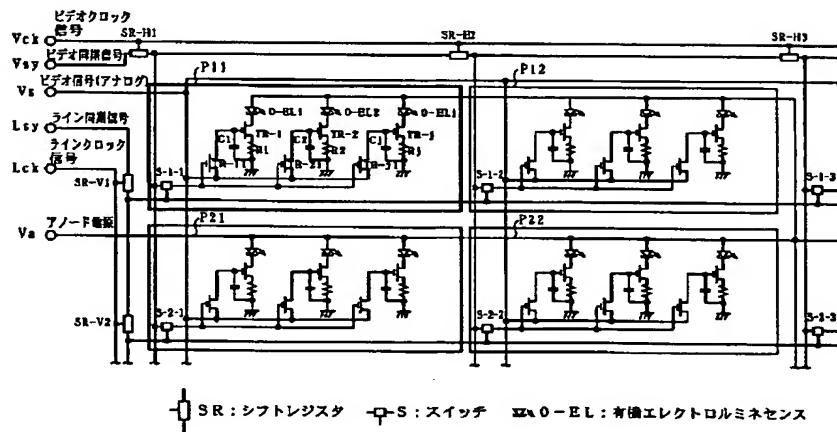 ビデオクロック
信号
Vck
SR-H1
SR-H2
SR-H3
ビデオ同期信号
Vsy
ビデオ信号(アナログ)
Vs
P11
P12
ライン同期信号
Lsy
O-EL1
O-EL2
C1
TR-1
C2
TR-2
R1
R2
ラインクロック
信号
Lck
SR-V1
S-1-1
S-1-2
S-1-3
アノード電源
Va
P21
P22
SR-V2
S-2-1
S-2-2
S-2-3
SR:シフトレジスタ
S:スイッチ
O-EL:有機エレクトロルミネセンス